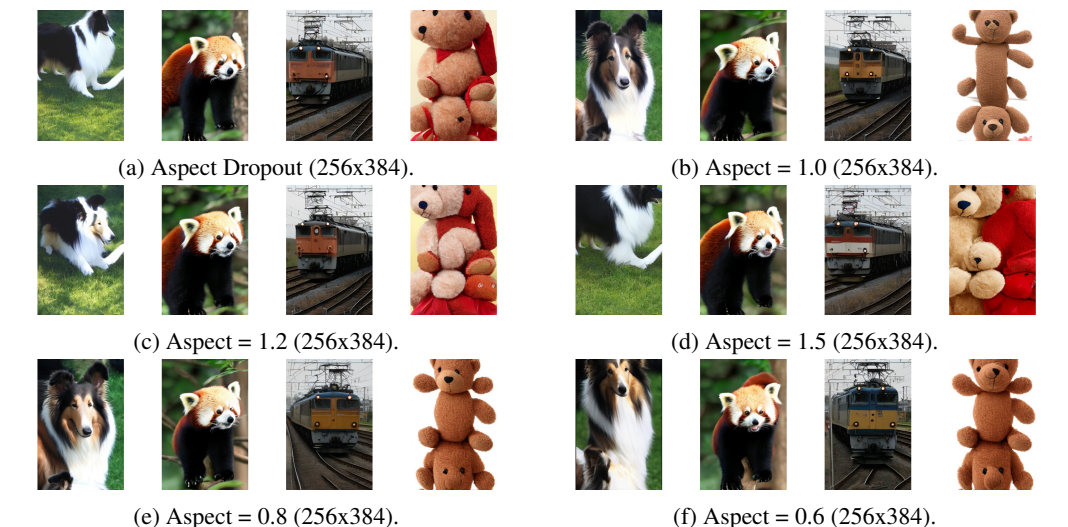 (a) Aspect Dropout (256x384).
(b) Aspect = 1.0 (256x384).
(c) Aspect = 1.2 (256x384).
(d) Aspect = 1.5 (256x384).
(e) Aspect = 0.8 (256x384).
(f) Aspect = 0.6 (256x384).